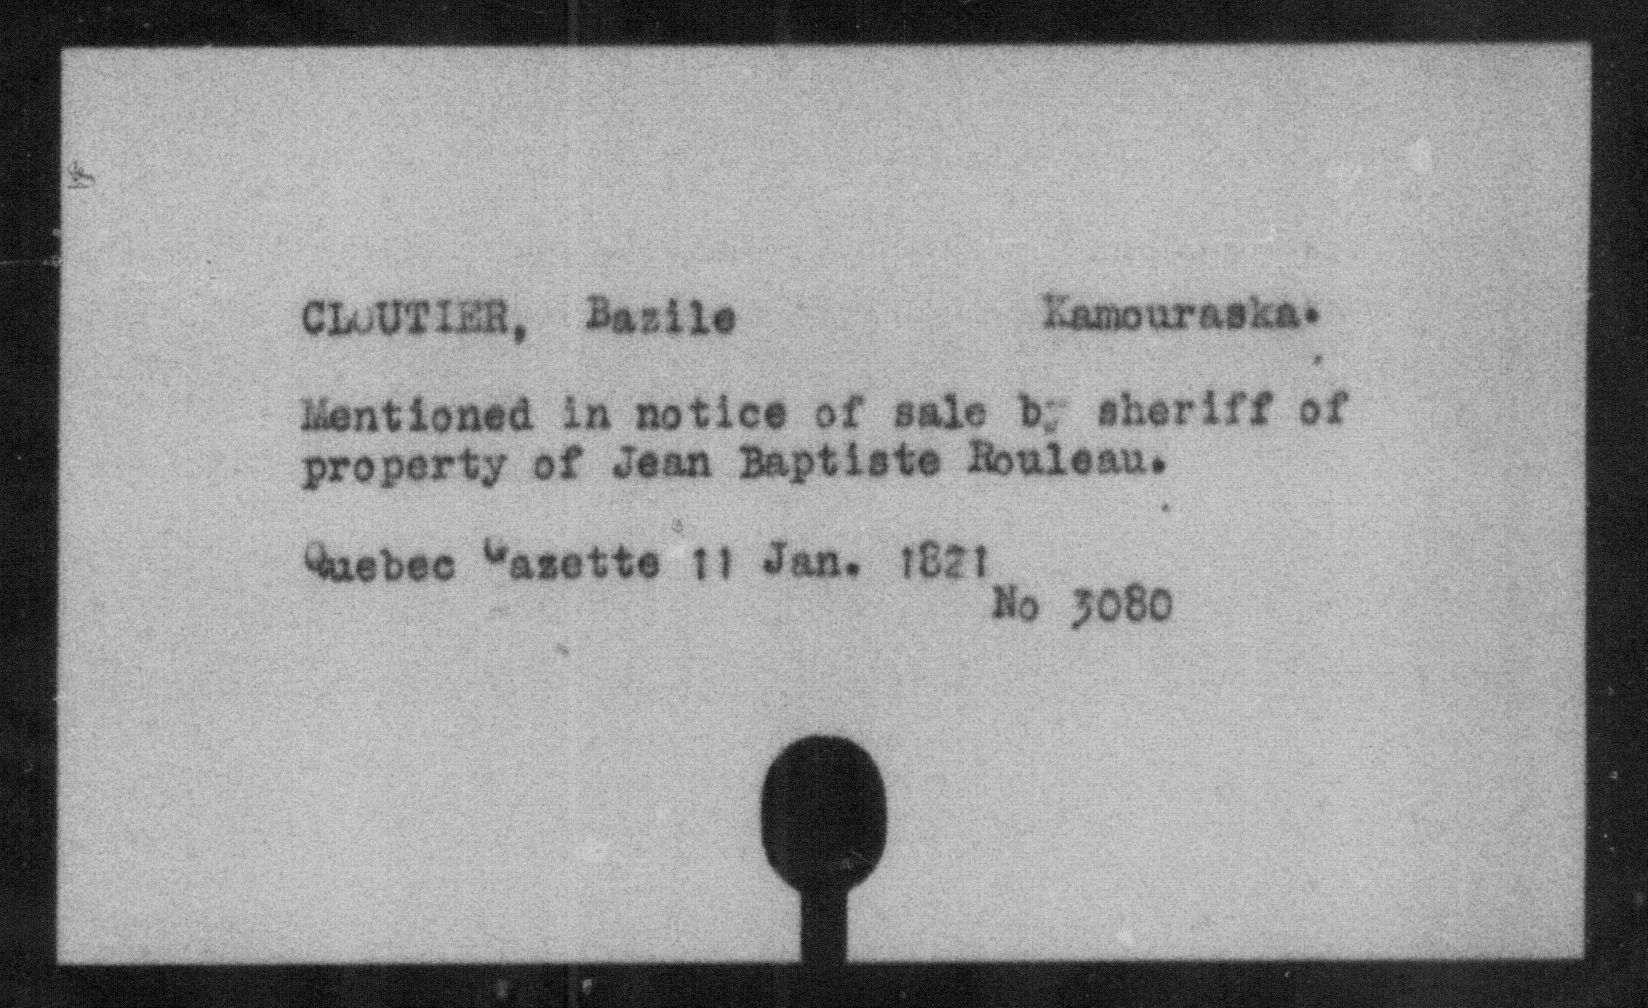 CLOUTIER, Bazile Kamouraska.
Mentioned in notice of sale by sheriff of
property of Jean Baptiste Rouleau.
Quebec Gazette 11 Jan. 1821
No 3080